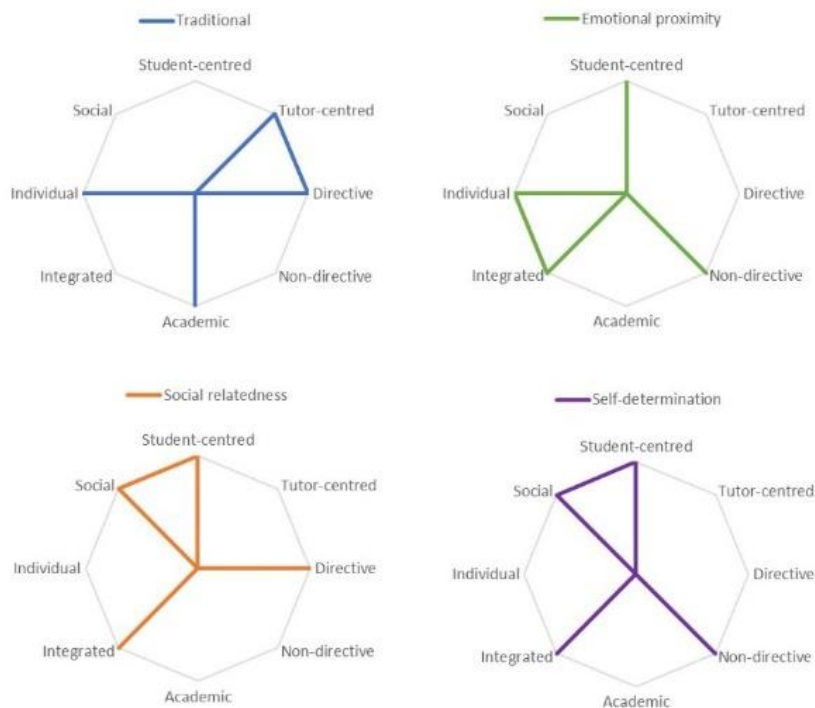 Traditional
Student-centred
Social
Tutor-centred
Individual
Directive
Integrated
Non-directive
Academic
Emotional proximity
Student-centred
Social
Tutor-centred
Individual
Directive
Integrated
Non-directive
Academic
Social relatedness
Student-centred
Social
Tutor-centred
Individual
Directive
Integrated
Non-directive
Academic
Self-determination
Student-centred
Social
Tutor-centred
Individual
Directive
Integrated
Non-directive
Academic